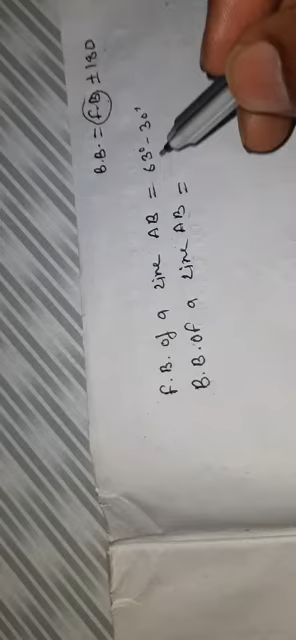 B.B. = F.B ± 180
F.B. of a Line AB = 63° - 30'
B.B. of a Line AB =